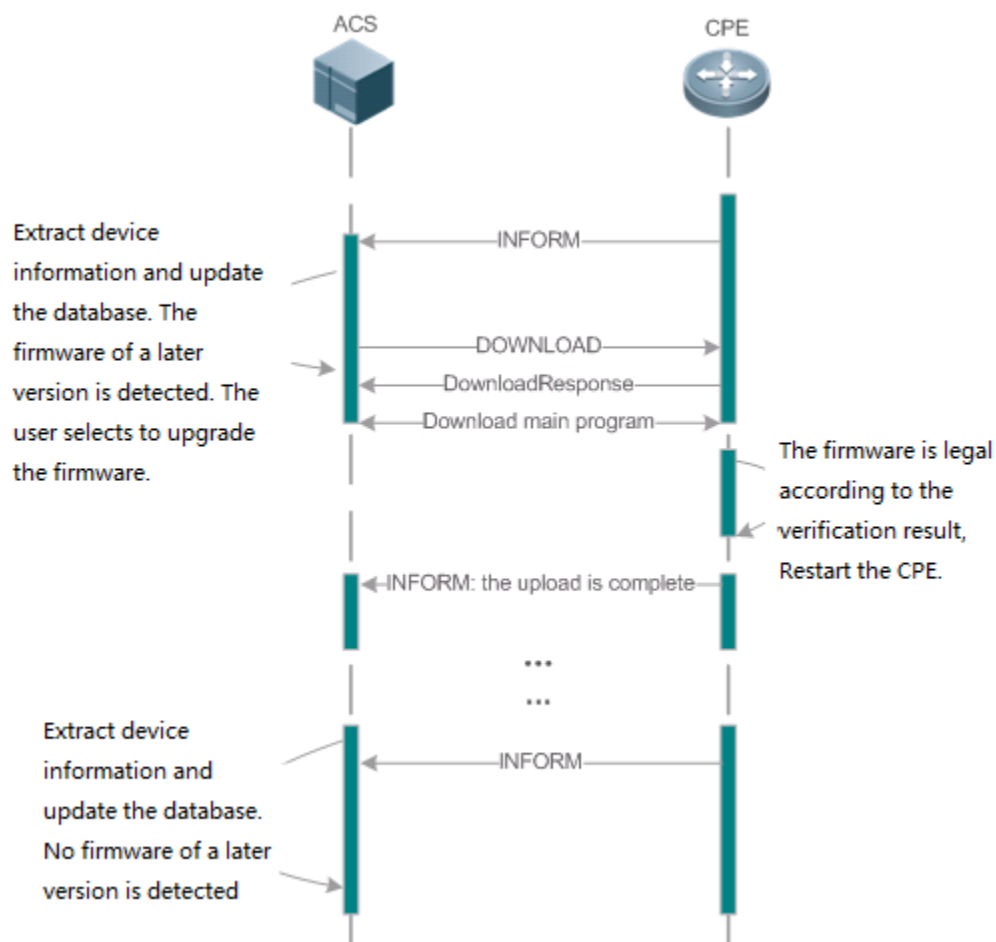 ACS
CPE
INFORM
Extract device
information and update
the database. The
firmware of a later
version is detected. The
user selects to upgrade
the firmware.
DOWNLOAD
DownloadResponse
Download main program
The firmware is legal
according to the
verification result,
Restart the CPE.
INFORM: the upload is complete
...
...
Extract device
information and
update the database.
No firmware of a later
version is detected
INFORM